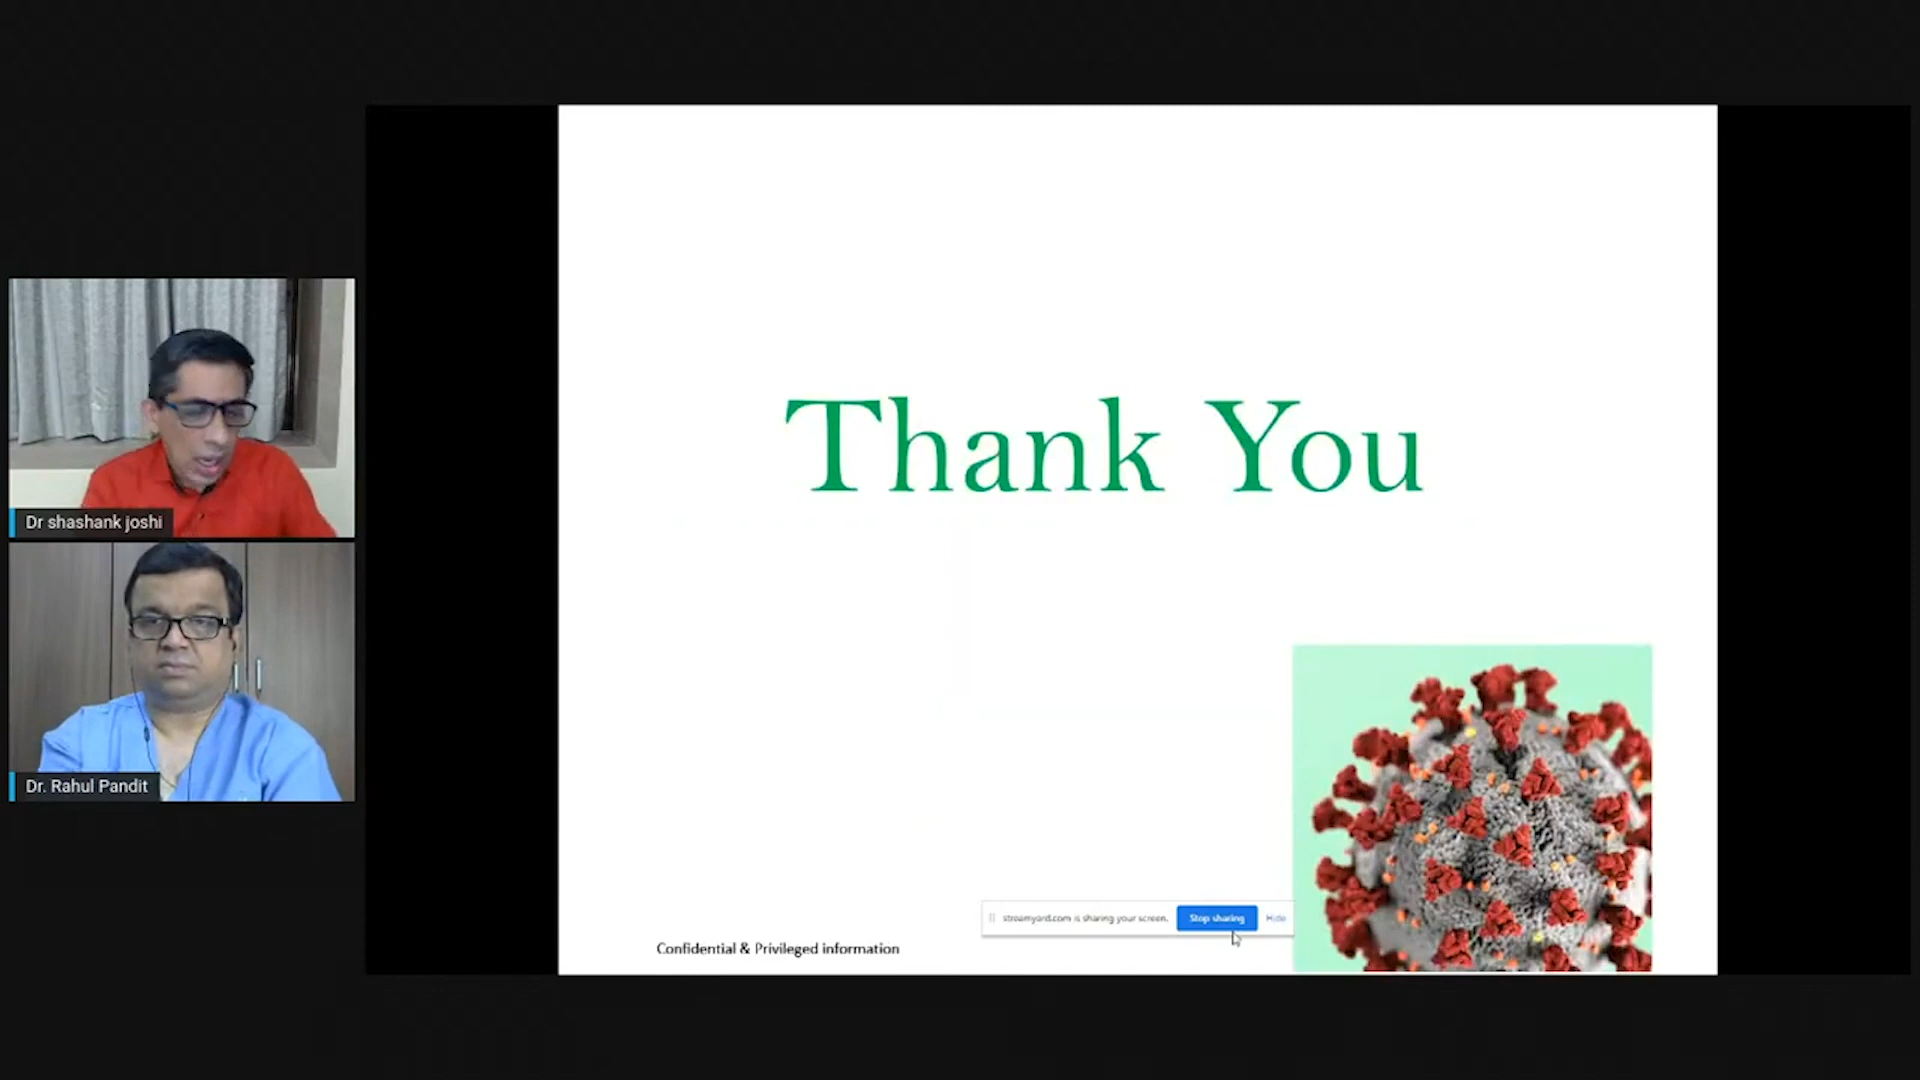 Thank You
Dr shashank joshi
Dr. Rahul Pandit
streamyard.com is sharing your screen.
Stop sharing
Hide
Confidential & Privileged information